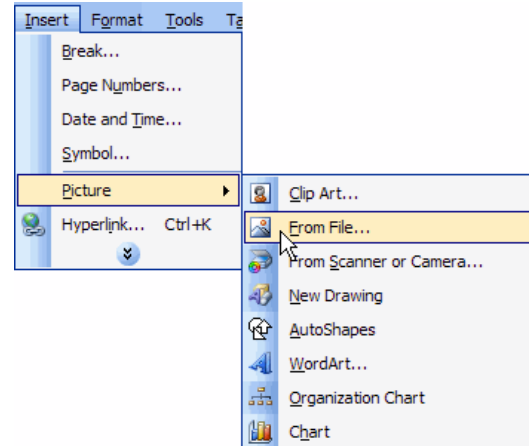 Insert Format Tools Ta
Break...
Page Numbers...
Date and Time...
Symbol...
Picture
Hyperlink... Ctrl+K
Clip Art...
From File...
From Scanner or Camera...
New Drawing
AutoShapes
WordArt...
Organization Chart
Chart